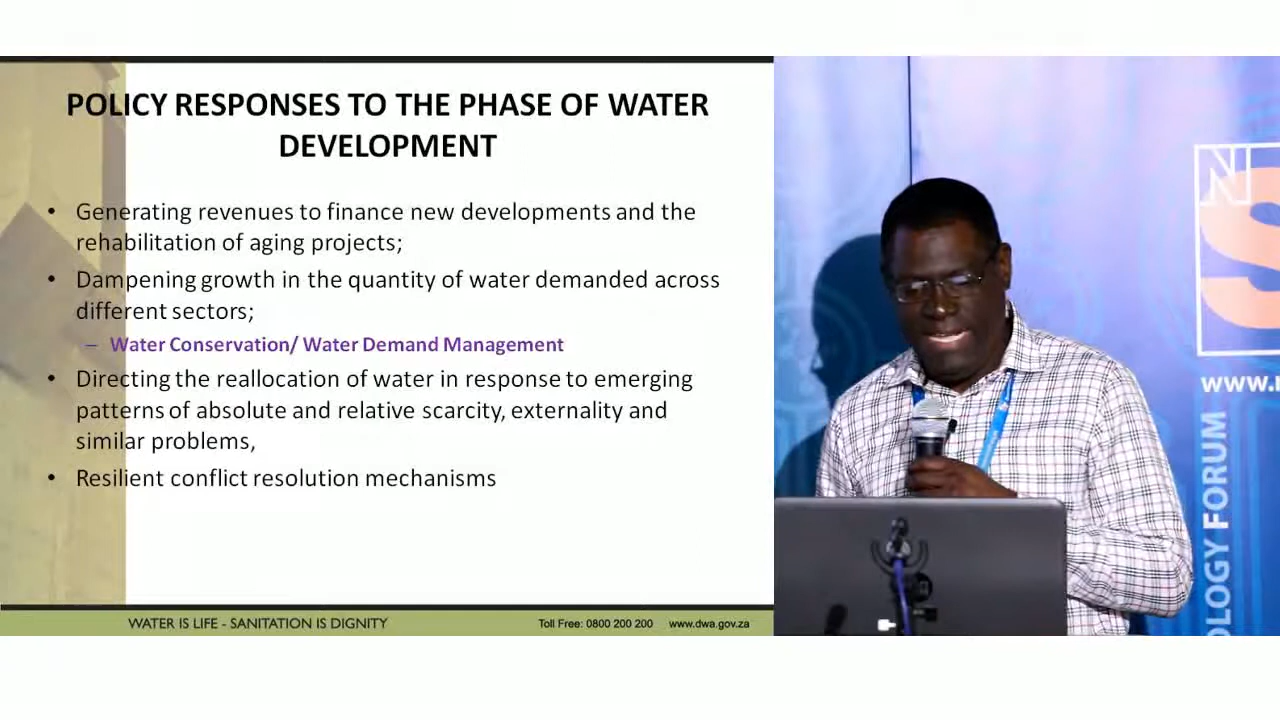 POLICY RESPONSES TO THE PHASE OF WATER
DEVELOPMENT
• Generating revenues to finance new developments and the
rehabilitation of aging projects;
• Dampening growth in the quantity of water demanded across
different sectors;
– Water Conservation/ Water Demand Management
• Directing the reallocation of water in response to emerging
patterns of absolute and relative scarcity, externality and
similar problems,
• Resilient conflict resolution mechanisms
WATER IS LIFE - SANITATION IS DIGNITY
Toll Free: 0800 200 200 www.dwa.gov.za
N
S
www.
OLOGY FORUM